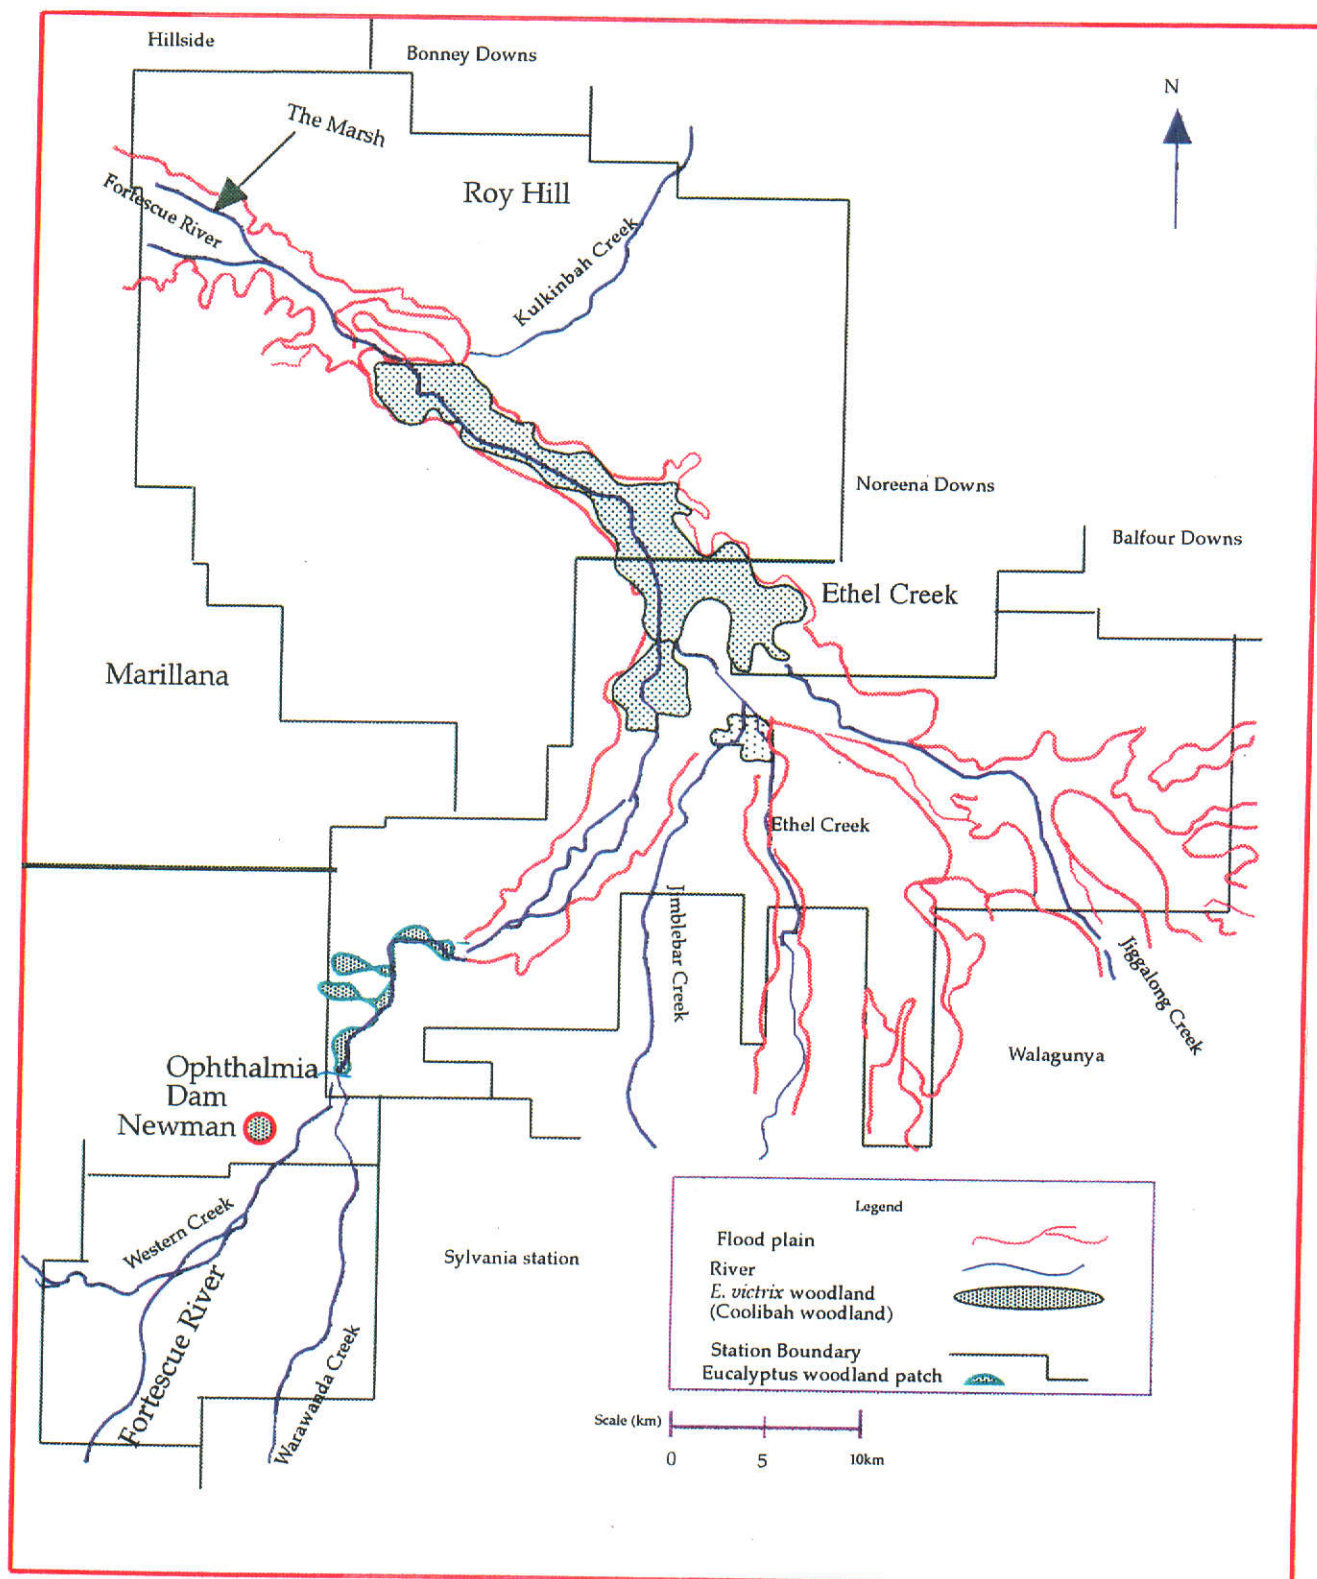 Hillside
Bonney Downs
N
The Marsh
Fortescue River
Roy Hill
Kulkinbah Creek
Noreena Downs
Balfour Downs
Ethel Creek
Marillana
Ethel Creek
Jimblebar Creek
Jiggalong Creek
Walagunya
Ophthalmia
Dam
Newman
Western Creek
Fortescue River
Warawanda Creek
Sylvania station
Legend
Flood plain
River
E. victrix woodland
(Coolibah woodland)
Station Boundary
Eucalyptus woodland patch
Scale (km)
0 5 10km